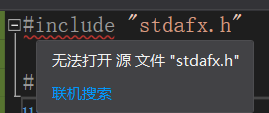 #include "stdafx.h"
无法打开 源 文件 "stdafx.h"
#
联机搜索